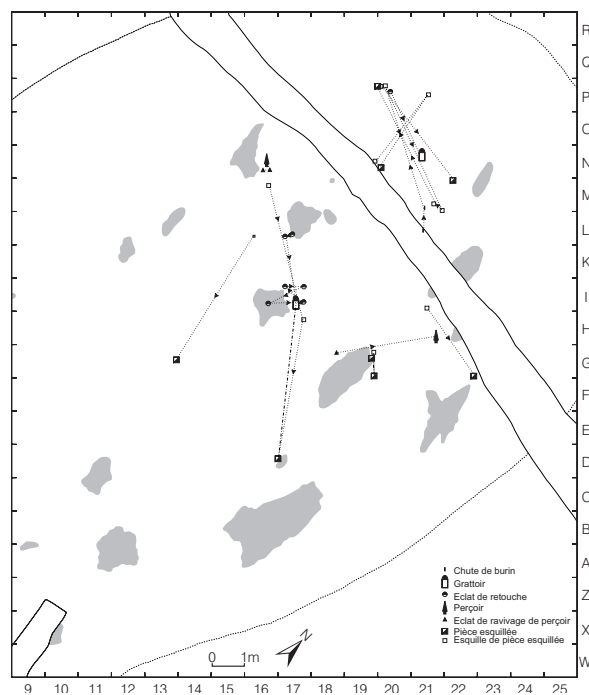 R
Q
P
O
N
M
L
K
I
H
G
F
E
D
C
B
A
Z
X
W
Chute de burin
Grattoir
Eclat de retouche
Perçoir
Eclat de ravivage de perçoir
Pièce esquillée
Esquille de pièce esquillée
0 1m
N
9 10 11 12 13 14 15 16 17 18 19 20 21 22 23 24 25